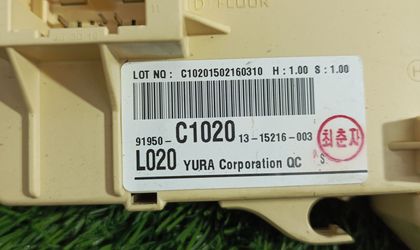 D FLOOR
LOT NO : C10201502160310 H : 1.00 S : 1.00
91950- C1020 13-15216-003
L020 YURA Corporation QC S:
최춘자